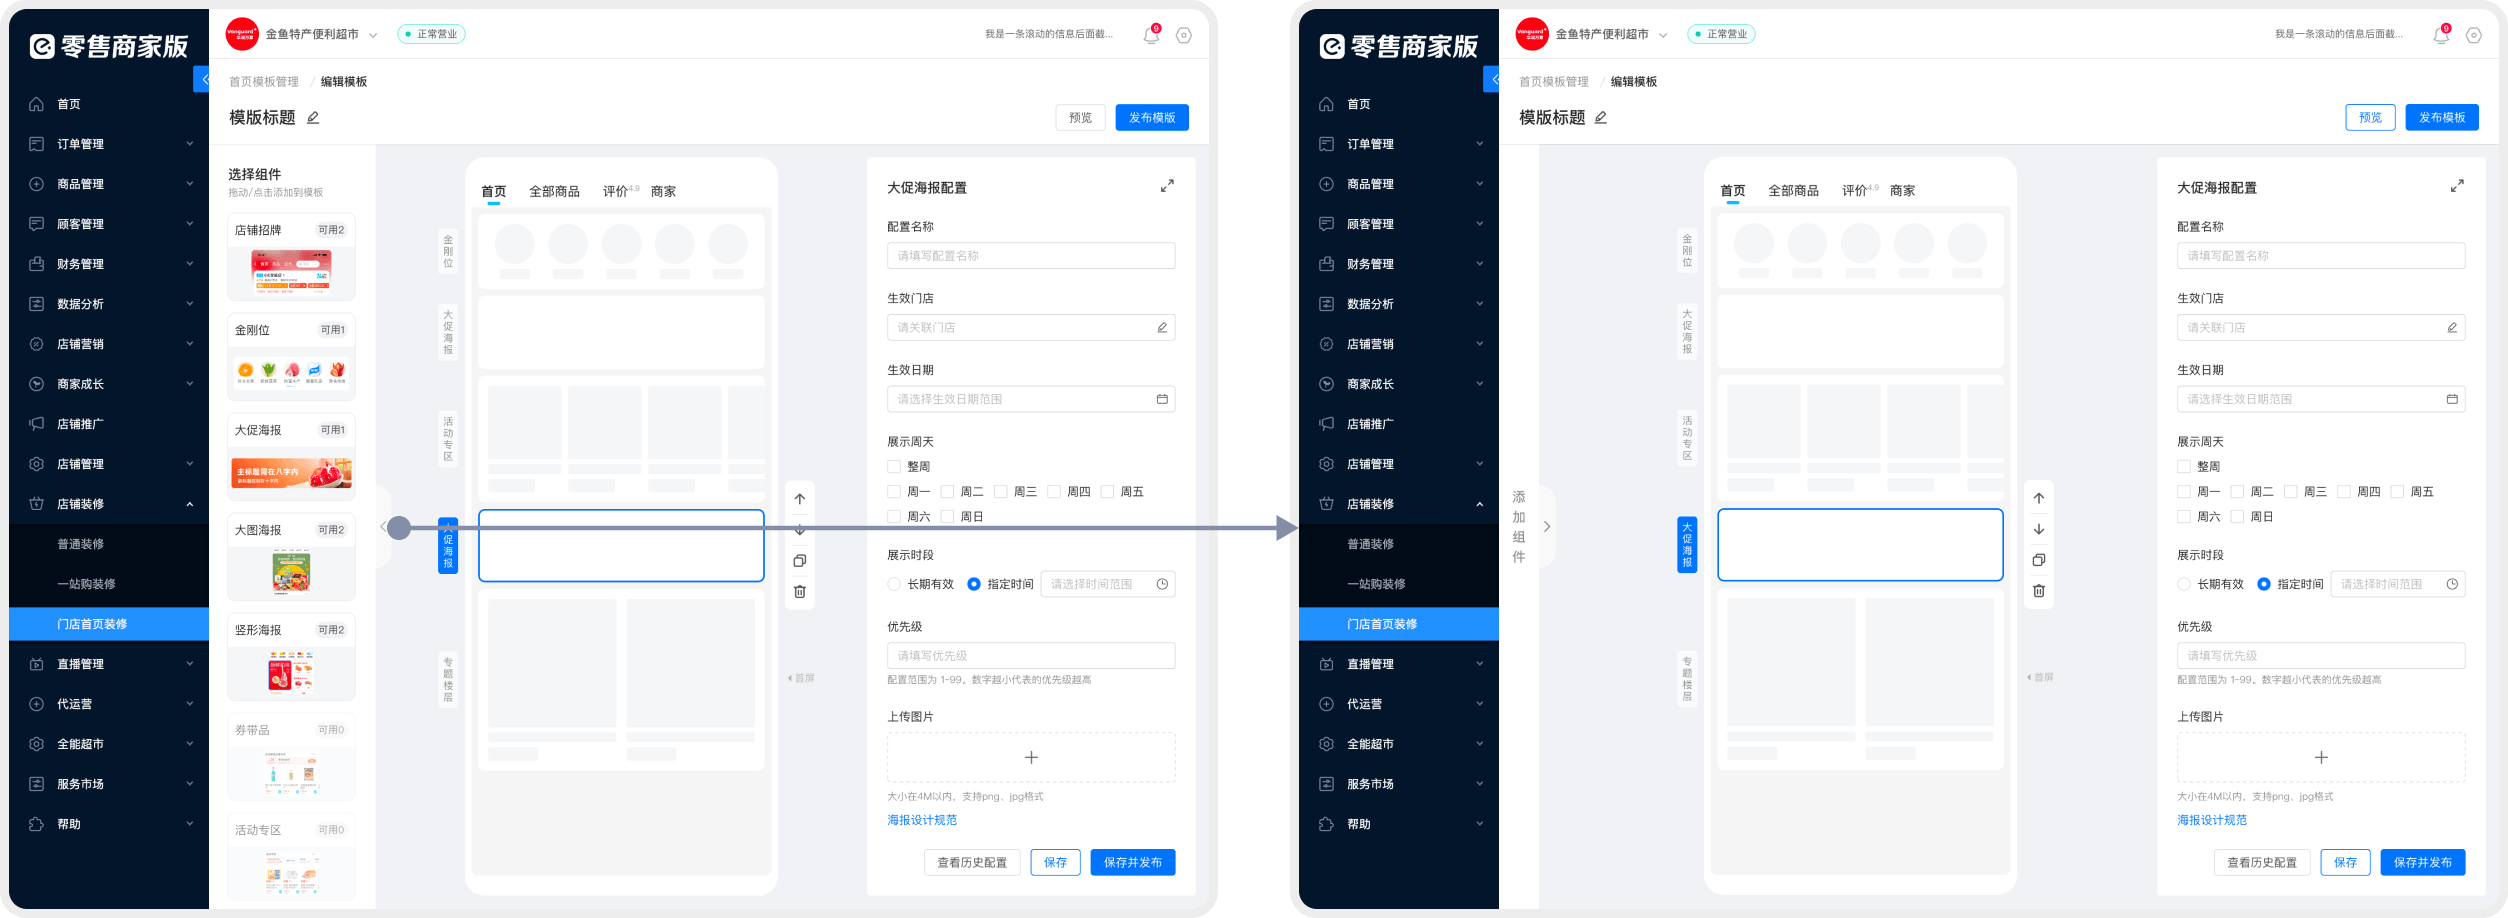 零售商家版
首页
订单管理
商品管理
顾客管理
财务管理
数据分析
店铺营销
商家成长
店铺推广
店铺管理
店铺装修
普通装修
一站购装修
门店首页装修
直播管理
代运营
全能超市
服务市场
帮助
金鱼特产便利超市
正常营业
我是一条滚动的信息后面截...
9
首页模板管理 / 编辑模板
模版标题
预览
发布模版
选择组件
拖动/点击添加到模板
店铺招牌 可用2
金刚位 可用1
大促海报 可用1
主标题需在八字内
大图海报 可用2
竖形海报 可用2
券带品 可用0
活动专区 可用0
首页 全部商品 评价4.9 商家
金刚位
大促海报
活动专区
大促海报
专题楼层
首屏
大促海报配置
配置名称
请填写配置名称
生效门店
请关联门店
生效日期
请选择生效日期范围
展示周天
整周
周一 周二 周三 周四 周五
周六 周日
展示时段
长期有效 指定时间 请选择时间范围
优先级
请填写优先级
配置范围为 1-99。数字越小代表的优先级越高
上传图片
大小在4M以内，支持png、jpg格式
海报设计规范
查看历史配置 保存 保存并发布
零售商家版
首页
订单管理
商品管理
顾客管理
财务管理
数据分析
店铺营销
商家成长
店铺推广
店铺管理
店铺装修
普通装修
一站购装修
门店首页装修
直播管理
代运营
全能超市
服务市场
帮助
金鱼特产便利超市
正常营业
我是一条滚动的信息后面截...
9
首页模板管理 / 编辑模板
模版标题
预览
发布模板
添加组件
首页 全部商品 评价4.9 商家
金刚位
大促海报
活动专区
大促海报
专题楼层
首屏
大促海报配置
配置名称
请填写配置名称
生效门店
请关联门店
生效日期
请选择生效日期范围
展示周天
整周
周一 周二 周三 周四 周五
周六 周日
展示时段
长期有效 指定时间 请选择时间范围
优先级
请填写优先级
配置范围为 1-99。数字越小代表的优先级越高
上传图片
大小在4M以内，支持png、jpg格式
海报设计规范
查看历史配置 保存 保存并发布